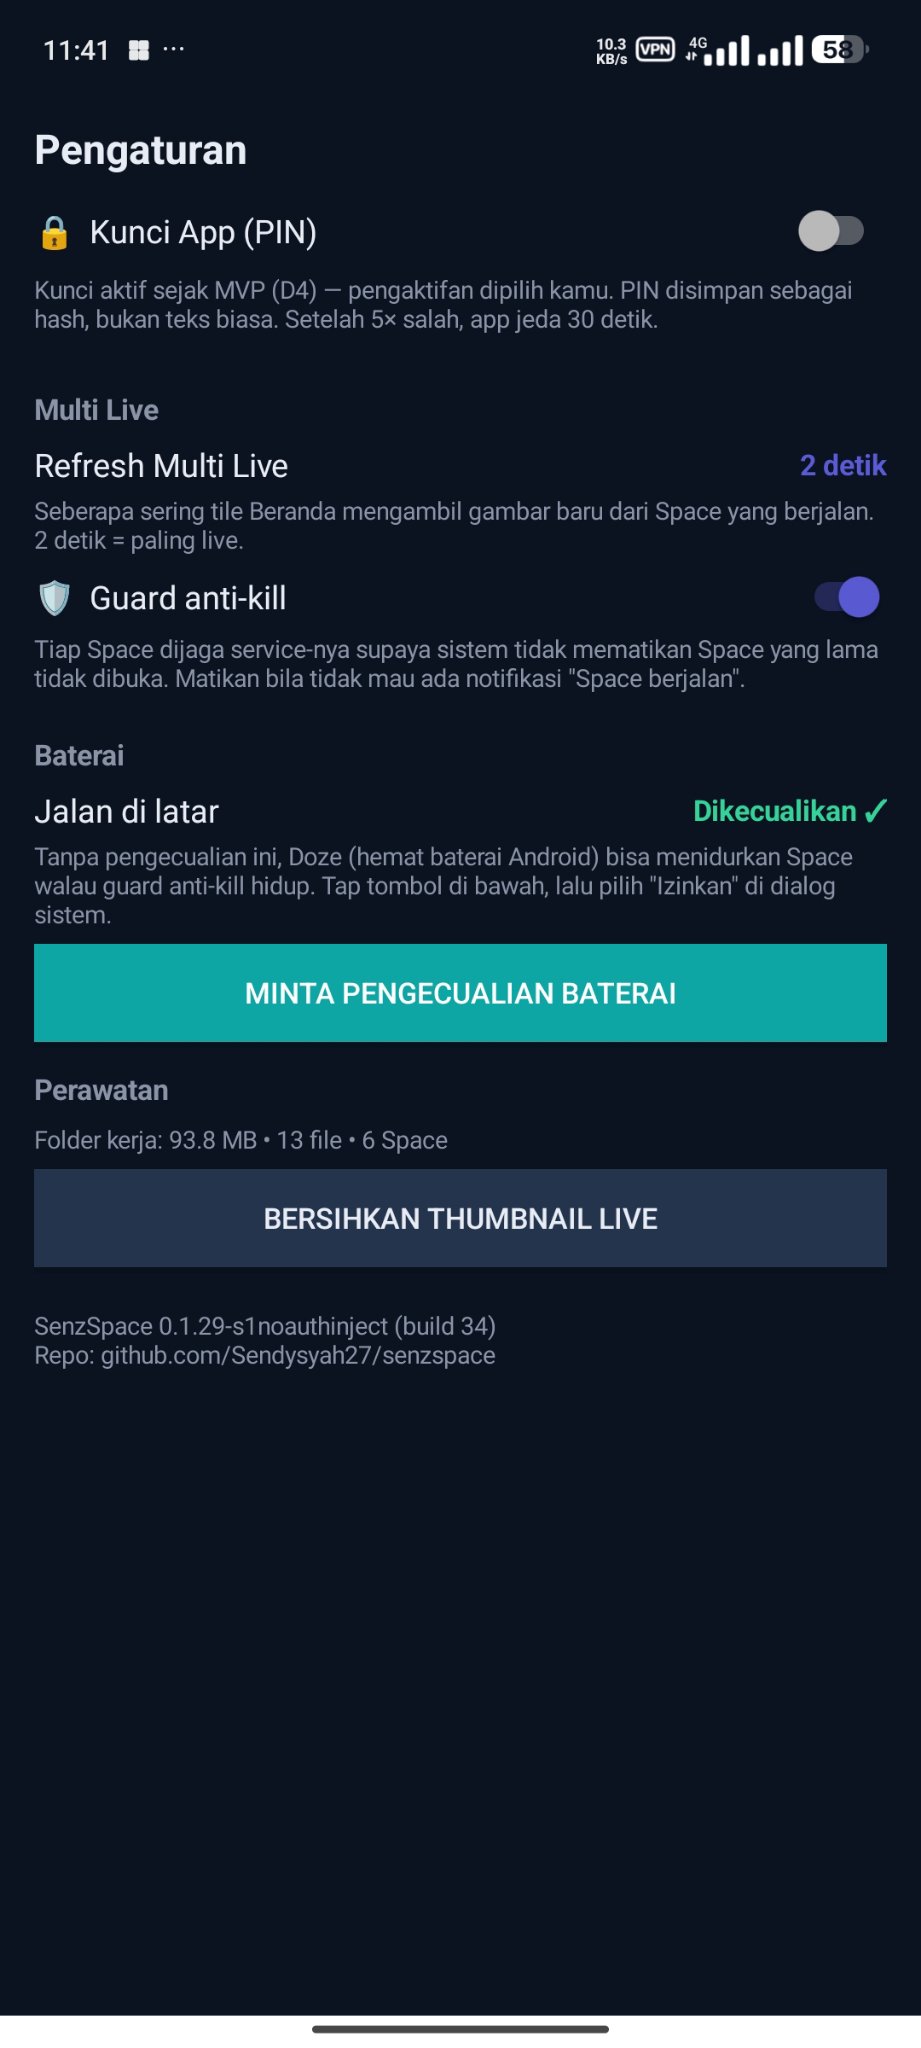 11:41
10.3 KB/s VPN 4G 58
Pengaturan
🔒 Kunci App (PIN)
Kunci aktif sejak MVP (D4) — pengaktifan dipilih kamu. PIN disimpan sebagai
hash, bukan teks biasa. Setelah 5× salah, app jeda 30 detik.
Multi Live
Refresh Multi Live 2 detik
Seberapa sering tile Beranda mengambil gambar baru dari Space yang berjalan.
2 detik = paling live.
🛡️ Guard anti-kill
Tiap Space dijaga service-nya supaya sistem tidak mematikan Space yang lama
tidak dibuka. Matikan bila tidak mau ada notifikasi "Space berjalan".
Baterai
Jalan di latar Dikecualikan ✓
Tanpa pengecualian ini, Doze (hemat baterai Android) bisa menidurkan Space
walau guard anti-kill hidup. Tap tombol di bawah, lalu pilih "Izinkan" di dialog
sistem.
MINTA PENGECUALIAN BATERAI
Perawatan
Folder kerja: 93.8 MB • 13 file • 6 Space
BERSIHKAN THUMBNAIL LIVE
SenzSpace 0.1.29-s1noauthinject (build 34)
Repo: github.com/Sendysyah27/senzspace